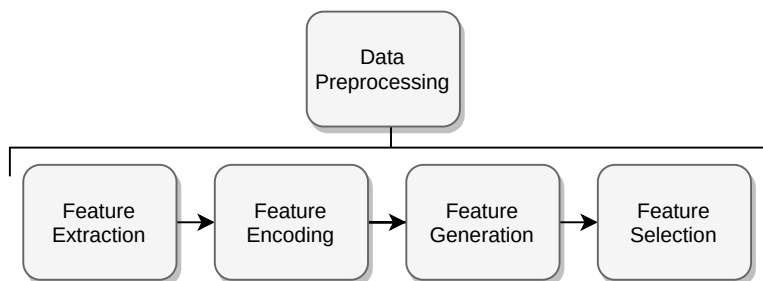 Data
Preprocessing
Feature
Extraction
Feature
Encoding
Feature
Generation
Feature
Selection